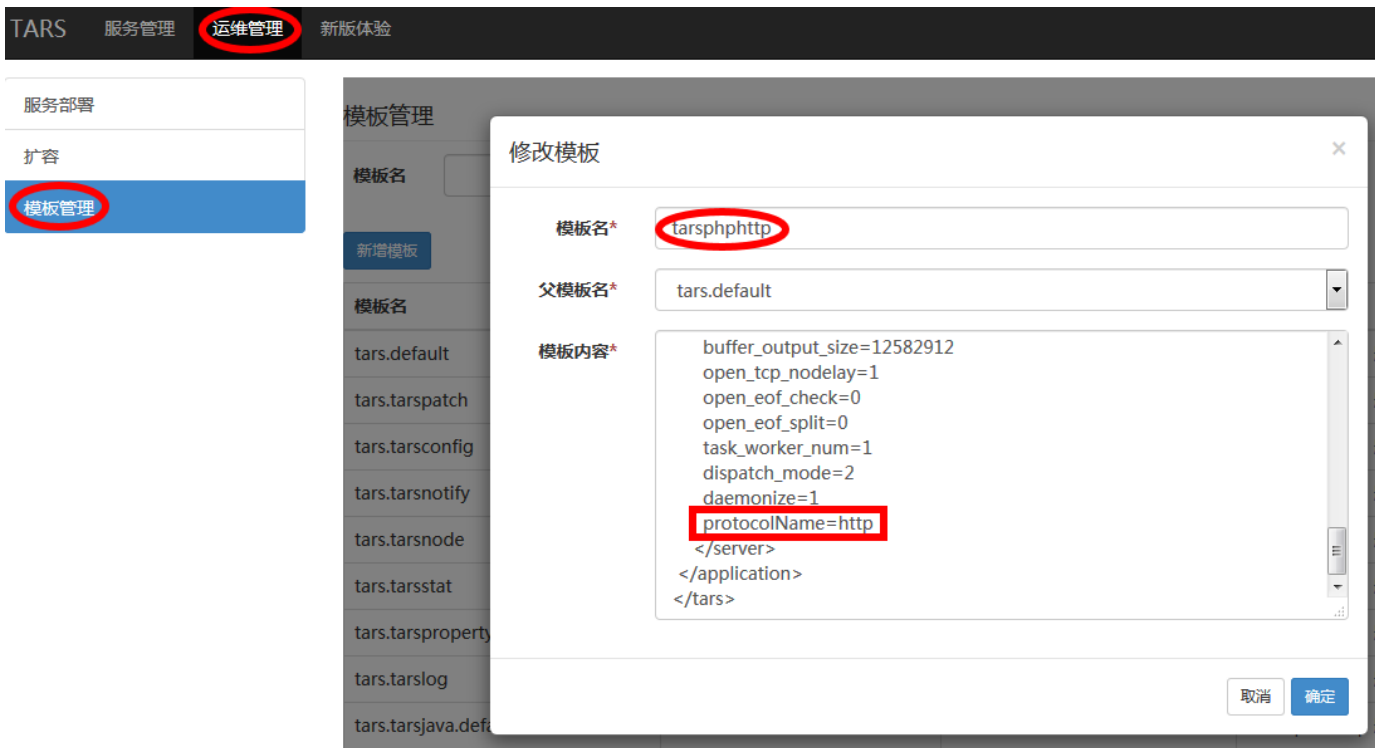 TARS 服务管理 运维管理 新版体验
服务部署
扩容
模板管理
模板管理
模板名
新增模板
模板名
tars.default
tars.tarspatch
tars.tarsconfig
tars.tarsnotify
tars.tarsnode
tars.tarsstat
tars.tarsproperty
tars.tarslog
tars.tarsjava.defa
修改模板 ×
模板名* tarsphphttp
父模板名* tars.default
模板内容*
buffer_output_size=12582912
open_tcp_nodelay=1
open_eof_check=0
open_eof_split=0
task_worker_num=1
dispatch_mode=2
daemonize=1
protocolName=http
</server>
</application>
</tars>
取消 确定